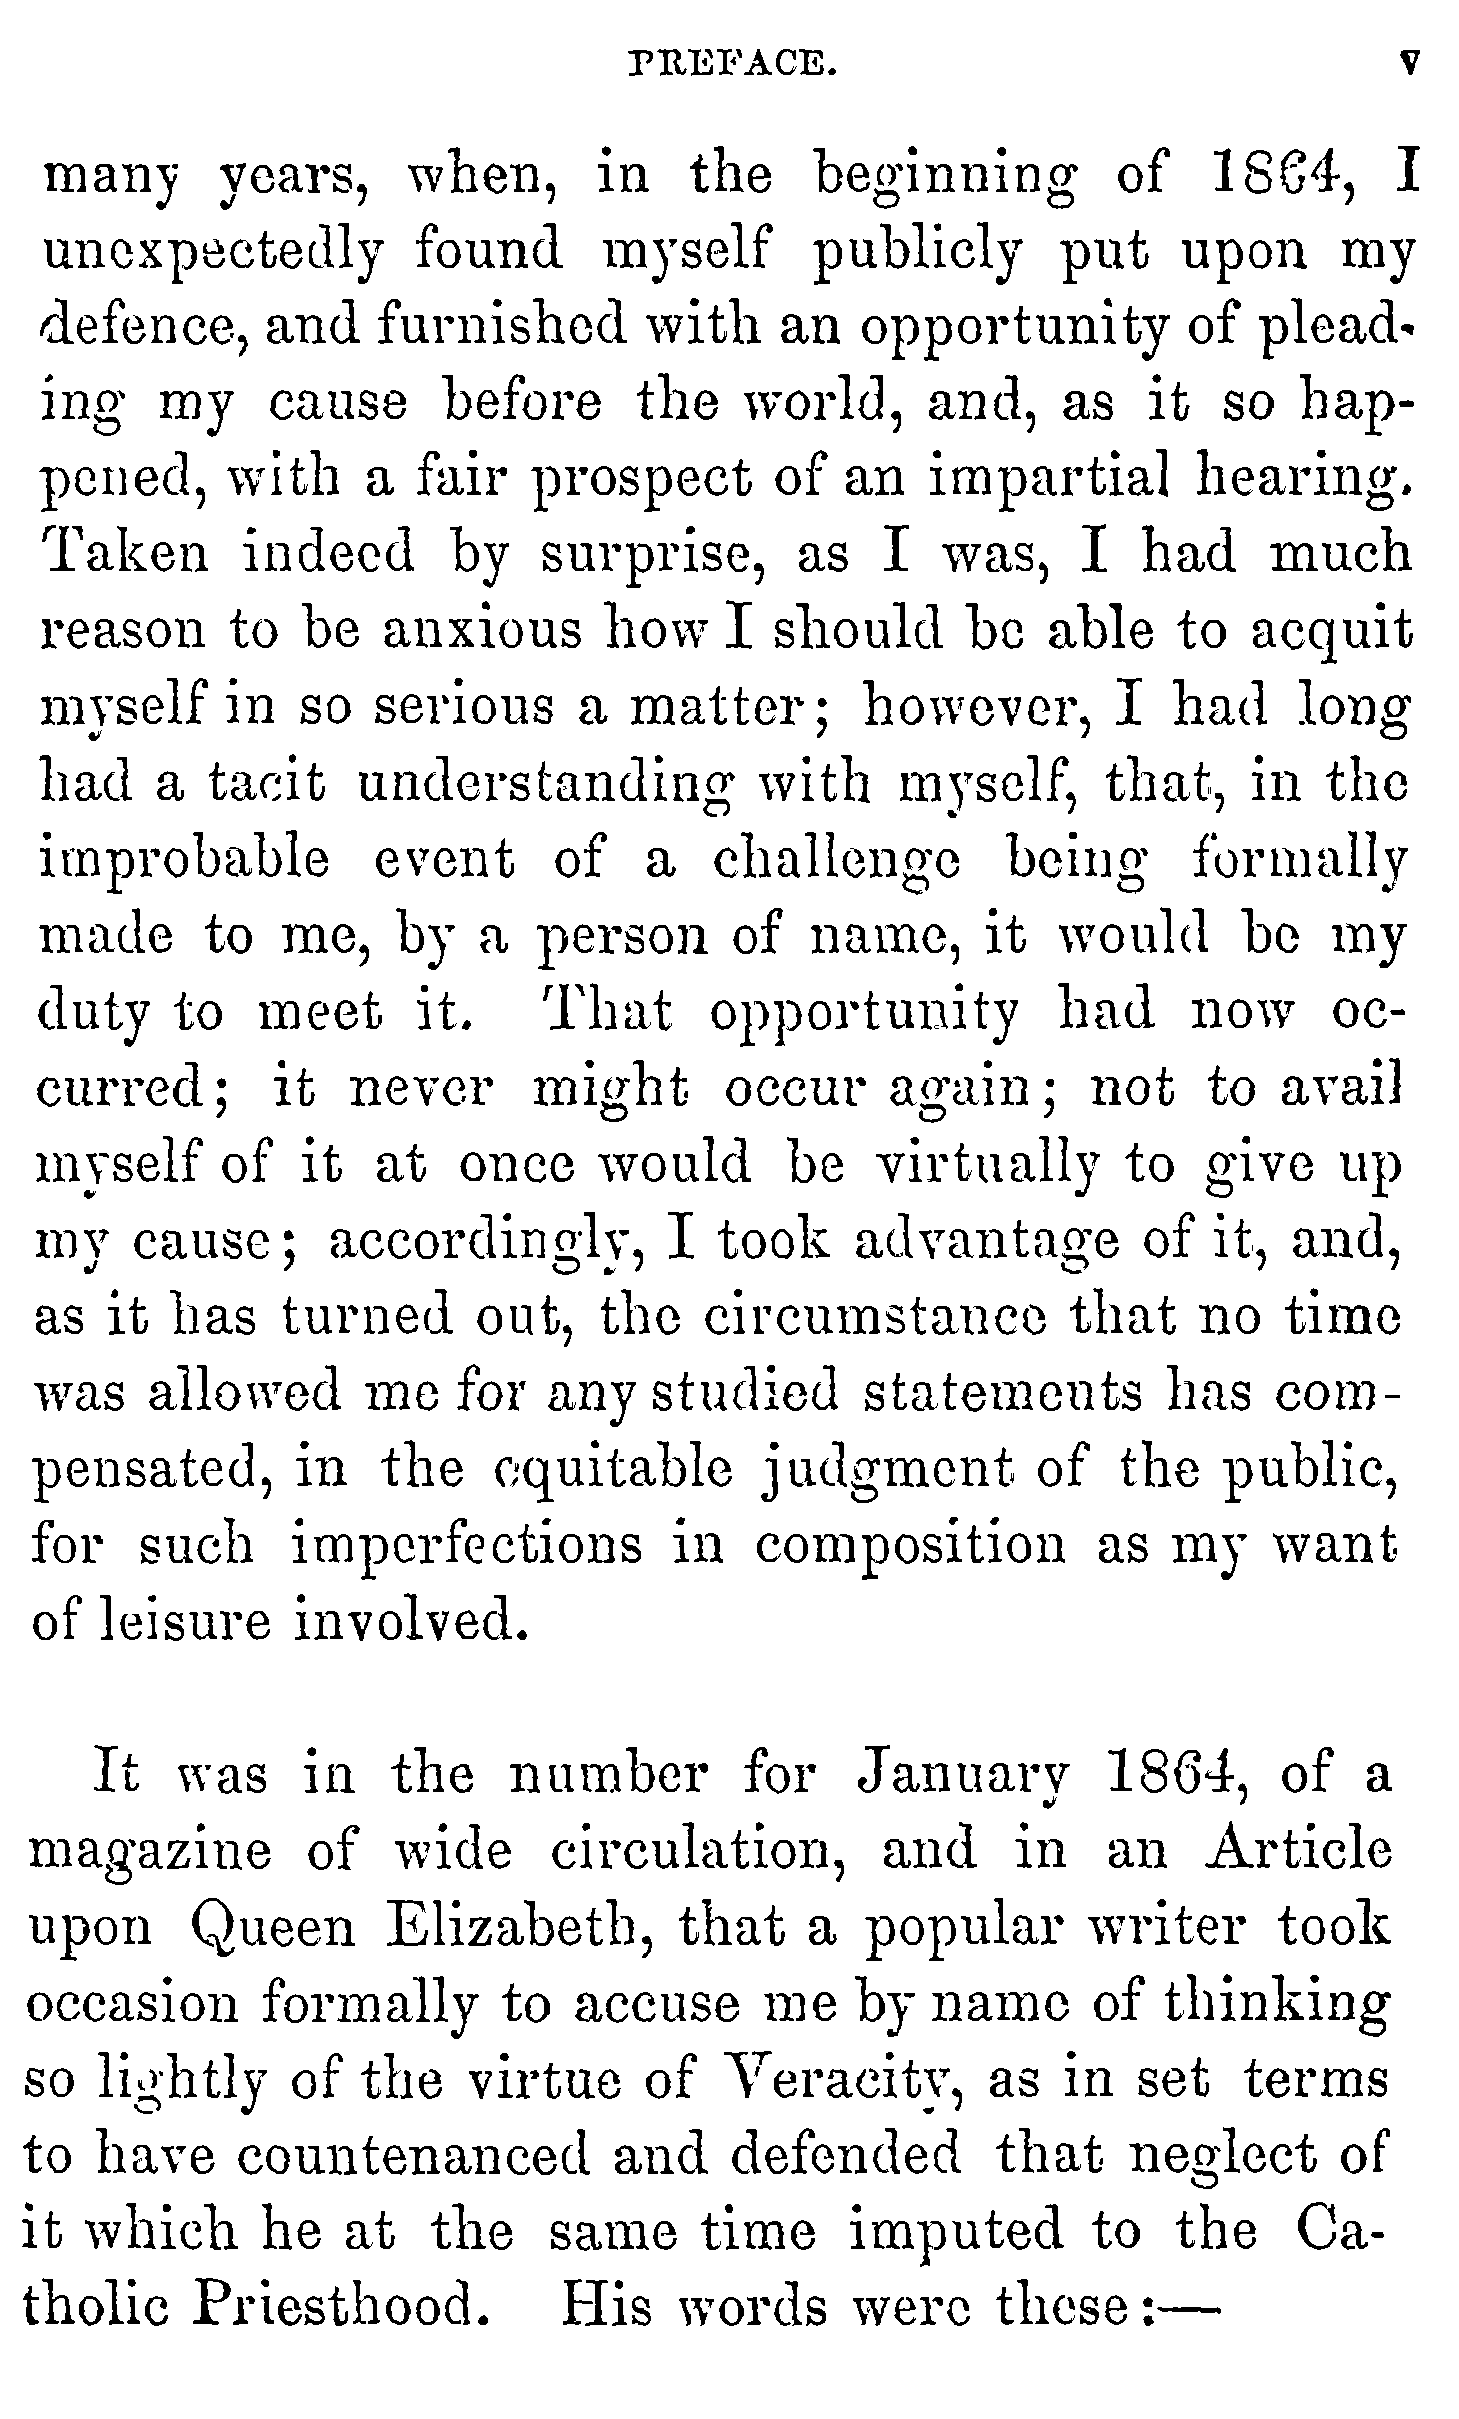 PREFACE. v
many years, when, in the beginning of 1864, I
unexpectedly found myself publicly put upon my
defence, and furnished with an opportunity of plead-
ing my cause before the world, and, as it so hap-
pened, with a fair prospect of an impartial hearing.
Taken indeed by surprise, as I was, I had much
reason to be anxious how I should be able to acquit
myself in so serious a matter; however, I had long
had a tacit understanding with myself, that, in the
improbable event of a challenge being formally
made to me, by a person of name, it would be my
duty to meet it. That opportunity had now oc-
curred; it never might occur again; not to avail
myself of it at once would be virtually to give up
my cause; accordingly, I took advantage of it, and,
as it has turned out, the circumstance that no time
was allowed me for any studied statements has com-
pensated, in the equitable judgment of the public,
for such imperfections in composition as my want
of leisure involved.
It was in the number for January 1864, of a
magazine of wide circulation, and in an Article
upon Queen Elizabeth, that a popular writer took
occasion formally to accuse me by name of thinking
so lightly of the virtue of Veracity, as in set terms
to have countenanced and defended that neglect of
it which he at the same time imputed to the Ca-
tholic Priesthood. His words were these:—